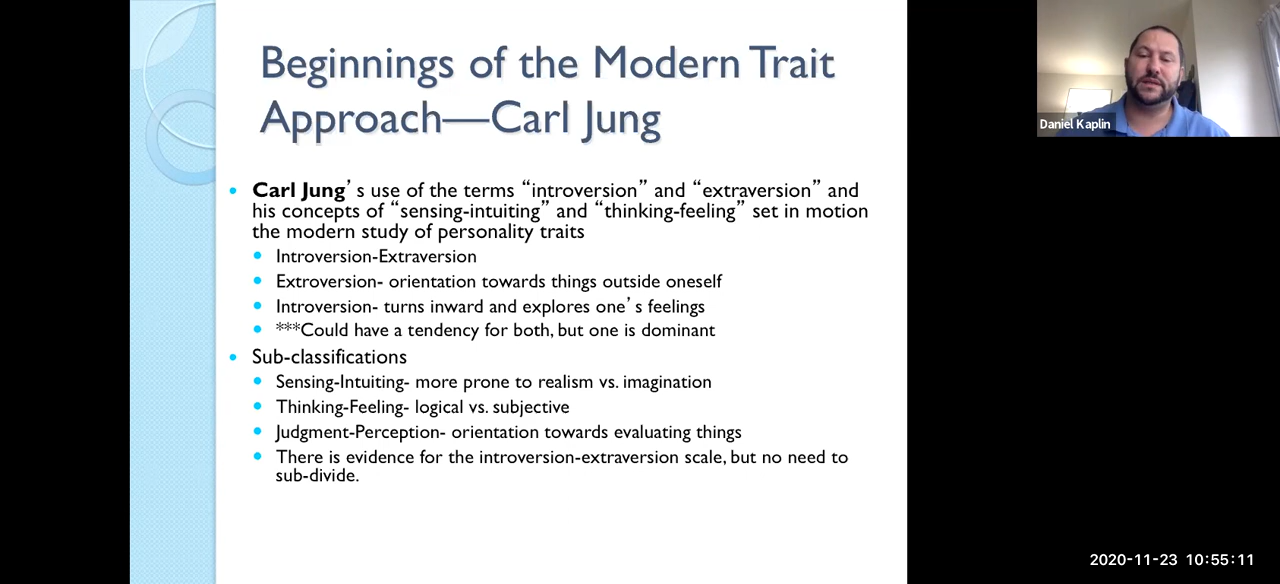 Beginnings of the Modern Trait
Approach—Carl Jung
Carl Jung’s use of the terms “introversion” and “extraversion” and
his concepts of “sensing-intuiting” and “thinking-feeling” set in motion
the modern study of personality traits
Introversion-Extraversion
Extroversion- orientation towards things outside oneself
Introversion- turns inward and explores one’s feelings
***Could have a tendency for both, but one is dominant
Sub-classifications
Sensing-Intuiting- more prone to realism vs. imagination
Thinking-Feeling- logical vs. subjective
Judgment-Perception- orientation towards evaluating things
There is evidence for the introversion-extraversion scale, but no need to
sub-divide.
Daniel Kaplin
2020-11-23 10:55:11